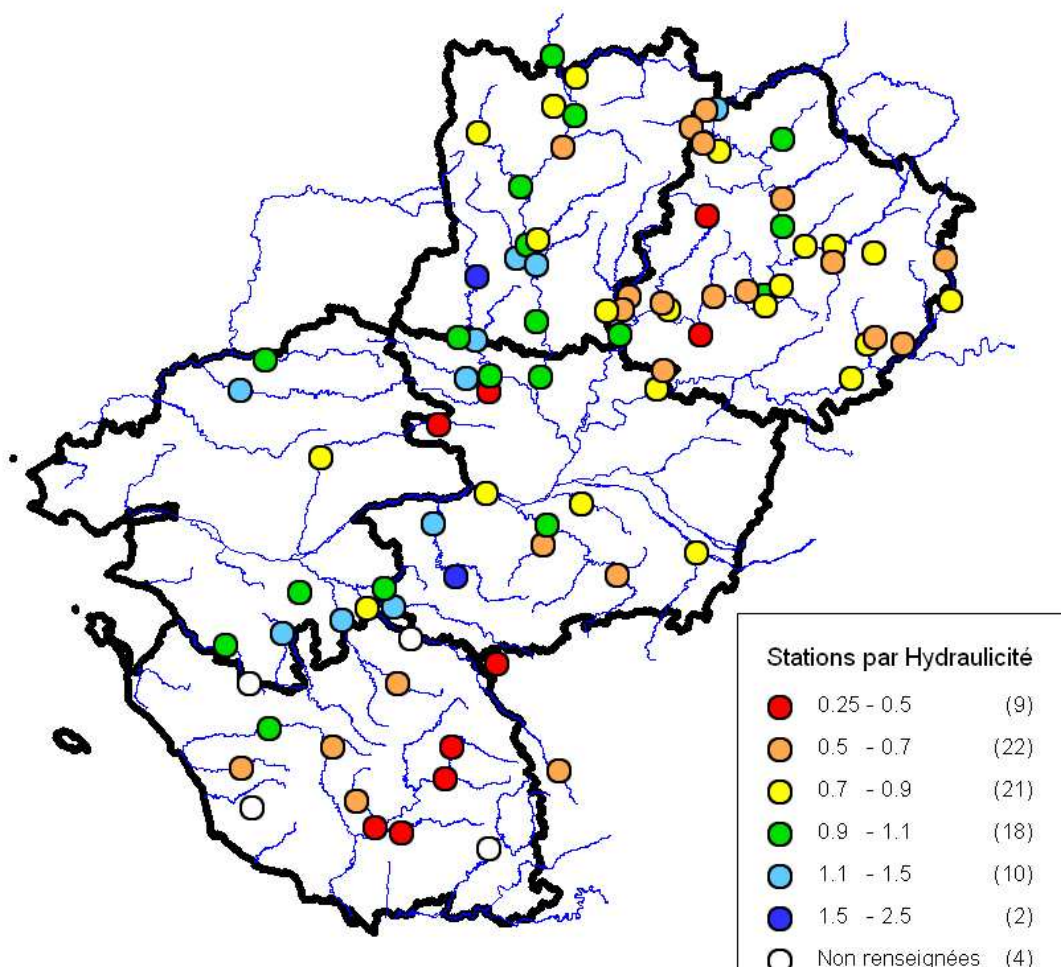 Stations par Hydraulicité
0.25 - 0.5 (9)
0.5 - 0.7 (22)
0.7 - 0.9 (21)
0.9 - 1.1 (18)
1.1 - 1.5 (10)
1.5 - 2.5 (2)
Non renseignées (4)